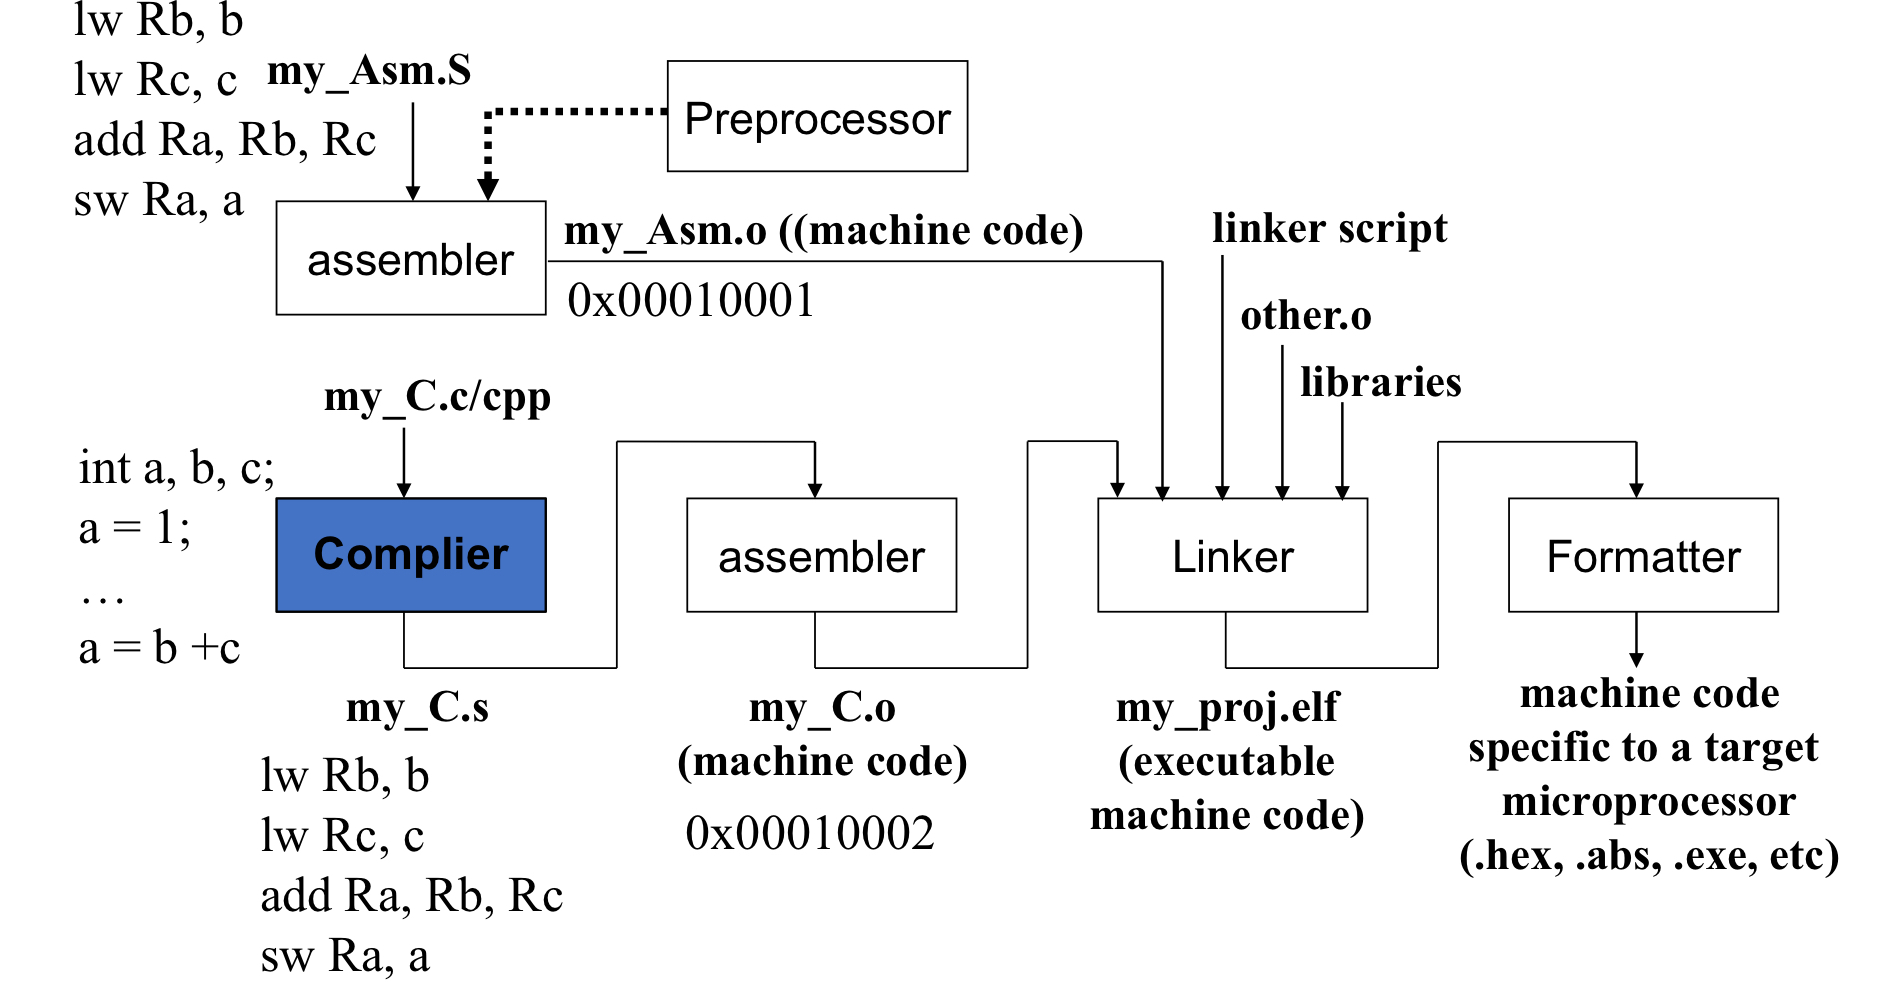 lw Rb, b
lw Rc, c
add Ra, Rb, Rc
sw Ra, a
my_Asm.S
Preprocessor
assembler
my_Asm.o ((machine code)
0x00010001
linker script
other.o
libraries
my_C.c/cpp
int a, b, c;
a = 1;
…
a = b +c
Complier
assembler
Linker
Formatter
my_C.s
lw Rb, b
lw Rc, c
add Ra, Rb, Rc
sw Ra, a
my_C.o
(machine code)
0x00010002
my_proj.elf
(executable
machine code)
machine code
specific to a target
microprocessor
(.hex, .abs, .exe, etc)